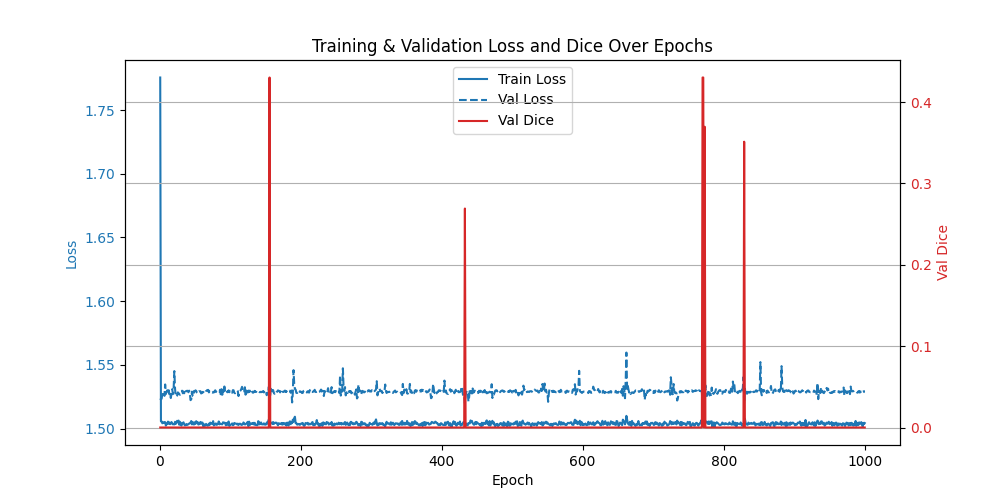 Training & Validation Loss and Dice Over Epochs
Train Loss
Val Loss
Val Dice
1.75
1.70
1.65
1.60
1.55
1.50
Loss
0.4
0.3
0.2
0.1
0.0
Val Dice
0 200 400 600 800 1000
Epoch